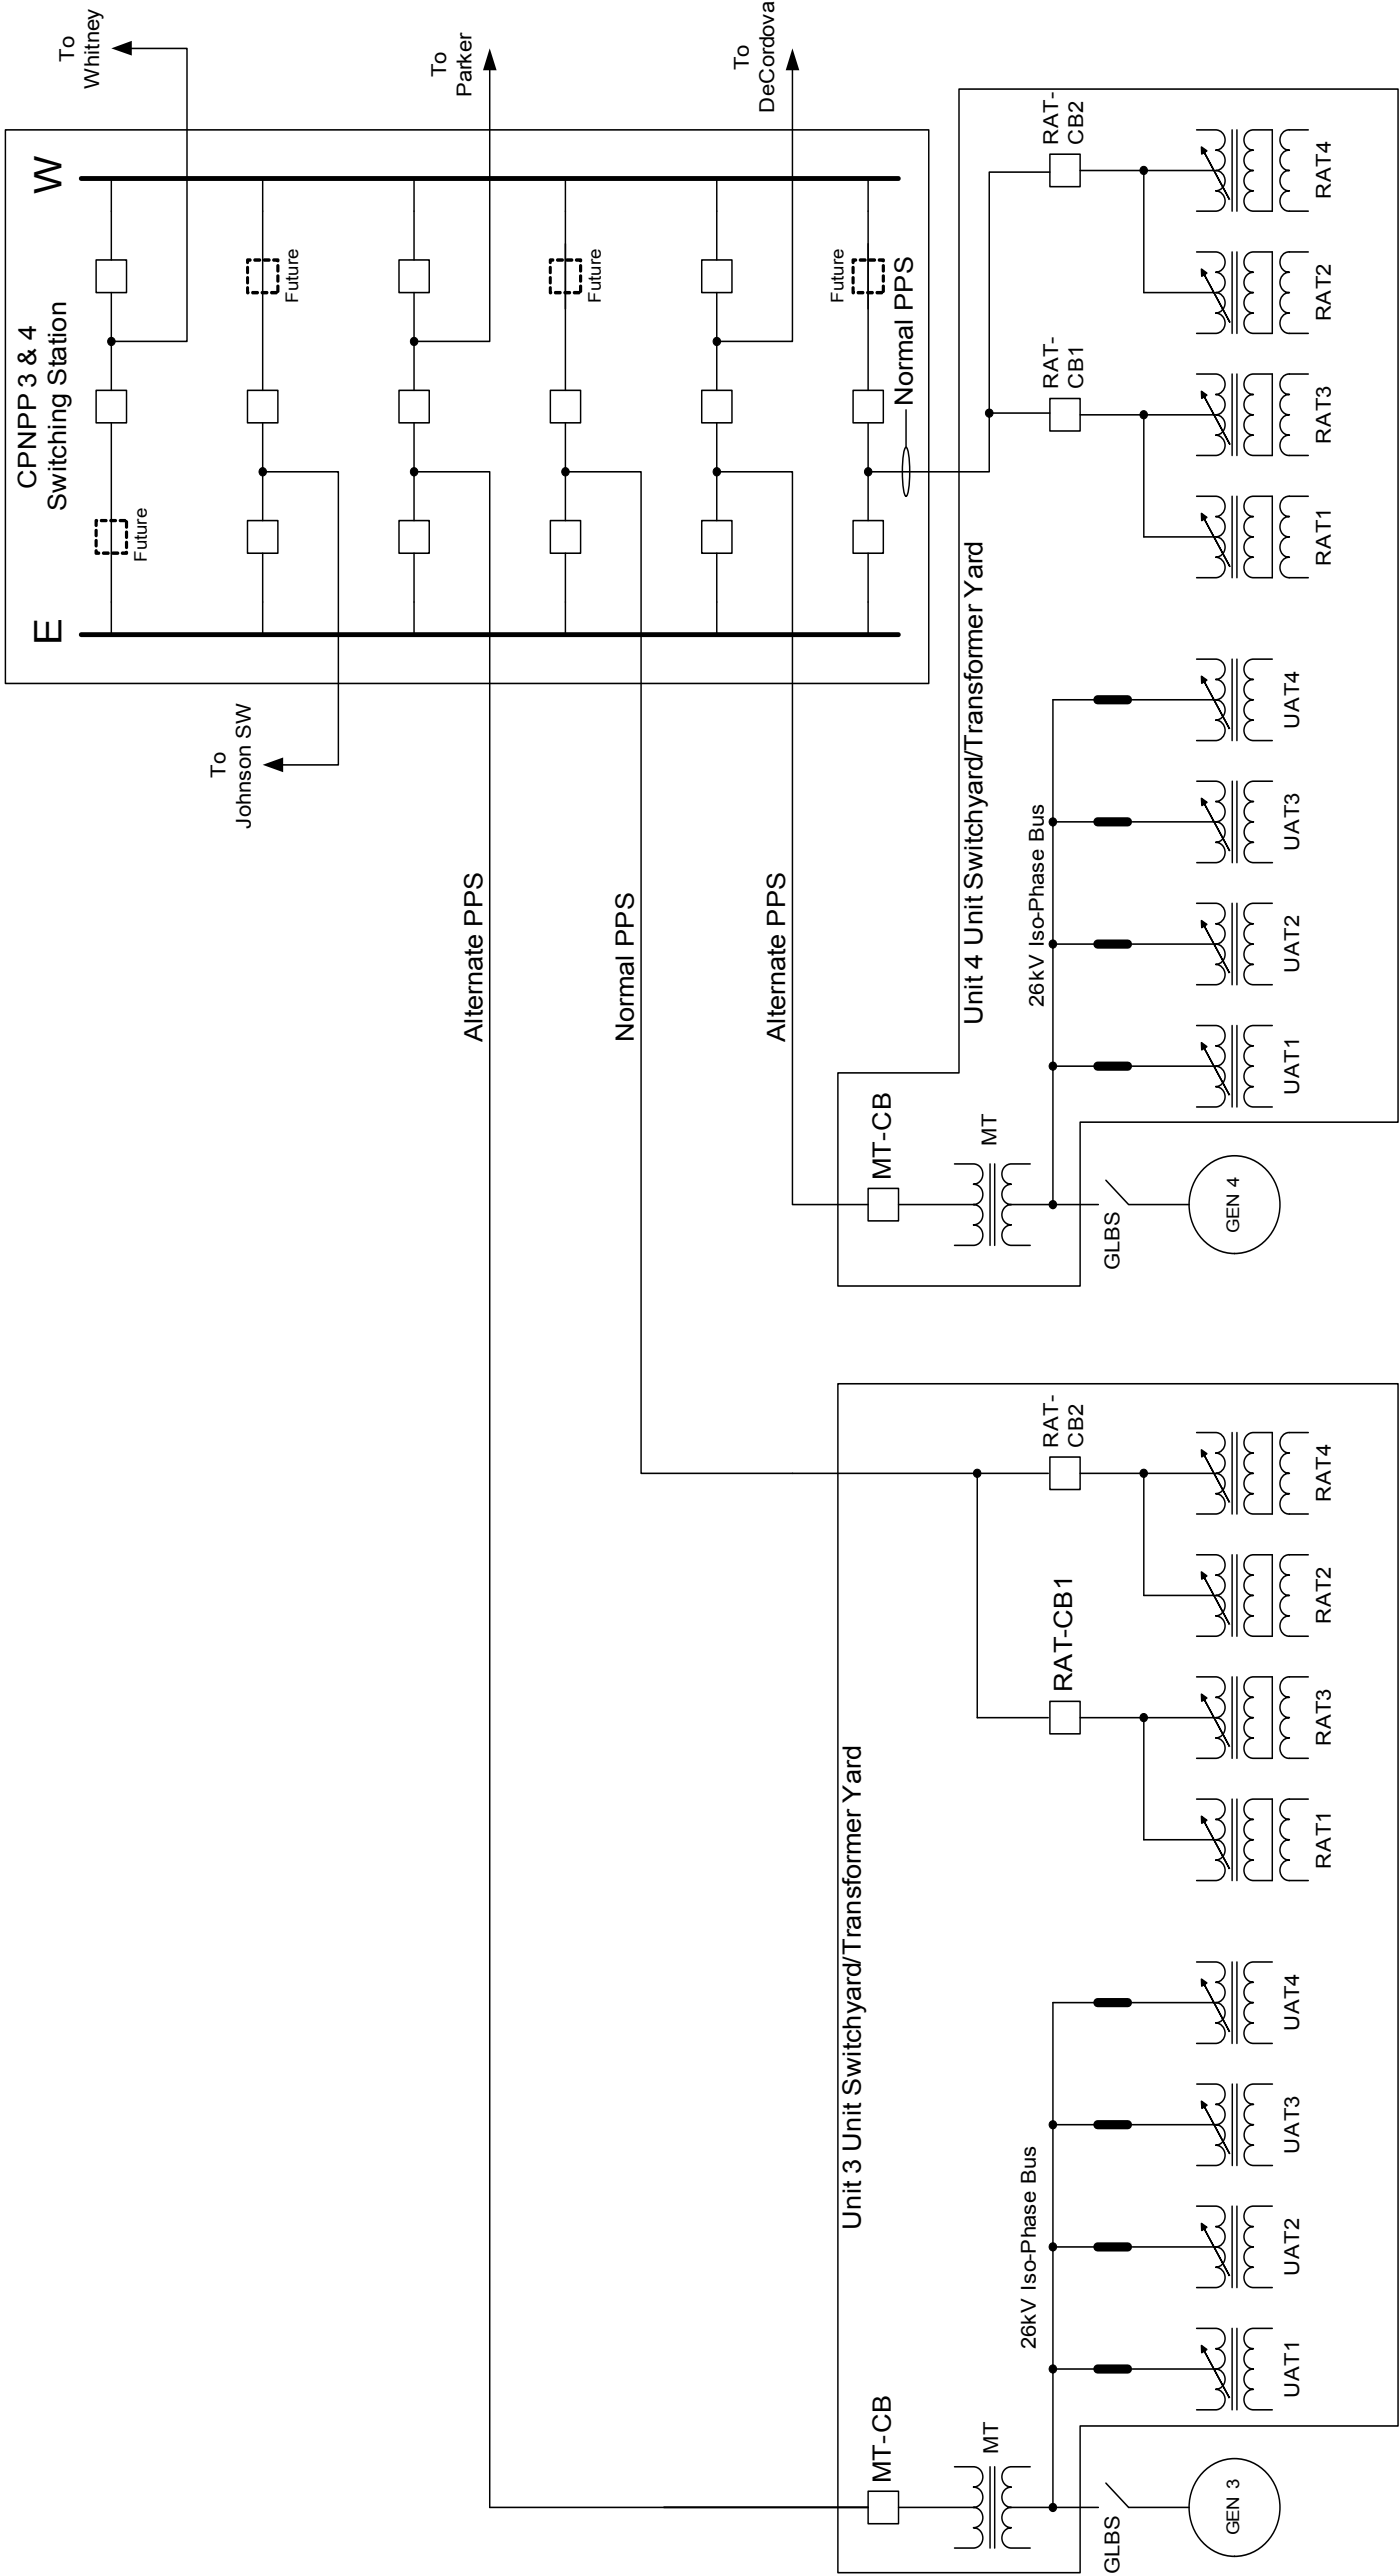 To
Whitney
To
Parker
To
DeCordova
CPNPP 3 & 4
Switching Station
W
E
Future
Future
Future
Future
Normal PPS
To
Johnson SW
Alternate PPS
Normal PPS
Alternate PPS
Unit 4 Unit Switchyard/Transformer Yard
RAT-
CB2
RAT-
CB1
RAT4
RAT2
RAT3
RAT1
26kV Iso-Phase Bus
UAT4
UAT3
UAT2
UAT1
MT-CB
MT
GLBS
GEN 4
Unit 3 Unit Switchyard/Transformer Yard
RAT-
CB2
RAT-CB1
RAT4
RAT2
RAT3
RAT1
26kV Iso-Phase Bus
UAT4
UAT3
UAT2
UAT1
MT-CB
MT
GLBS
GEN 3